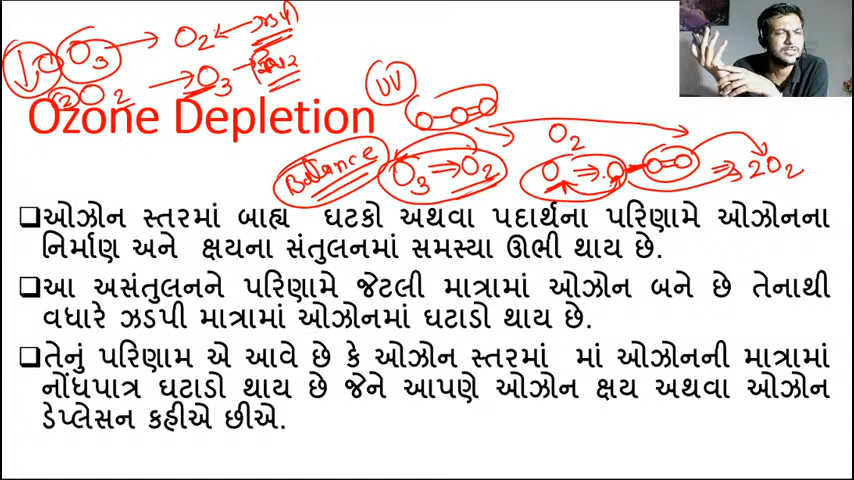 O3 → O2 ←
O2 → O3
UV
Ozone Depletion
O2
Balance O3 → O2 O ⇒ O ⇒ 2O2
❑ઓઝોન સ્તરમાં બાહ્ય ઘટકો અથવા પદાર્થના પરિણામે ઓઝોનના
નિર્માણ અને ક્ષયના સંતુલનમાં સમસ્યા ઊભી થાય છે.
❑આ અસંતુલનને પરિણામે જેટલી માત્રામાં ઓઝોન બને છે તેનાથી
વધારે ઝડપી માત્રામાં ઓઝોનમાં ઘટાડો થાય છે.
❑તેનું પરિણામ એ આવે છે કે ઓઝોન સ્તરમાં માં ઓઝોનની માત્રામાં
નોંધપાત્ર ઘટાડો થાય છે જેને આપણે ઓઝોન ક્ષય અથવા ઓઝોન
ડેપ્લેસન કહીએ છીએ.